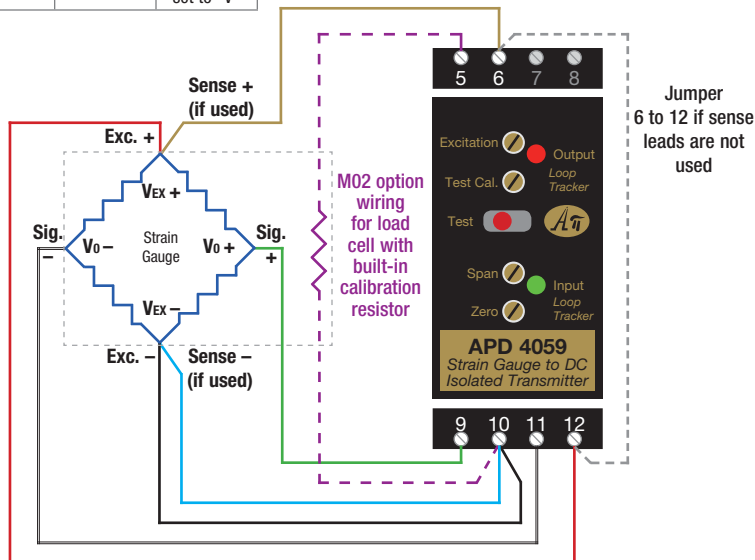 set to "V"
Sense +
(if used)
Exc. +
VEX +
Sig.
–
V0 –
Strain
Gauge
V0 +
Sig.
+
VEX –
Exc. –
Sense –
(if used)
M02 option
wiring
for load
cell with
built-in
calibration
resistor
5 6 7 8
Excitation
Output
Loop
Tracker
Test Cal.
Test
Span
Input
Loop
Tracker
Zero
APD 4059
Strain Gauge to DC
Isolated Transmitter
9 10 11 12
Jumper
6 to 12 if sense
leads are not
used